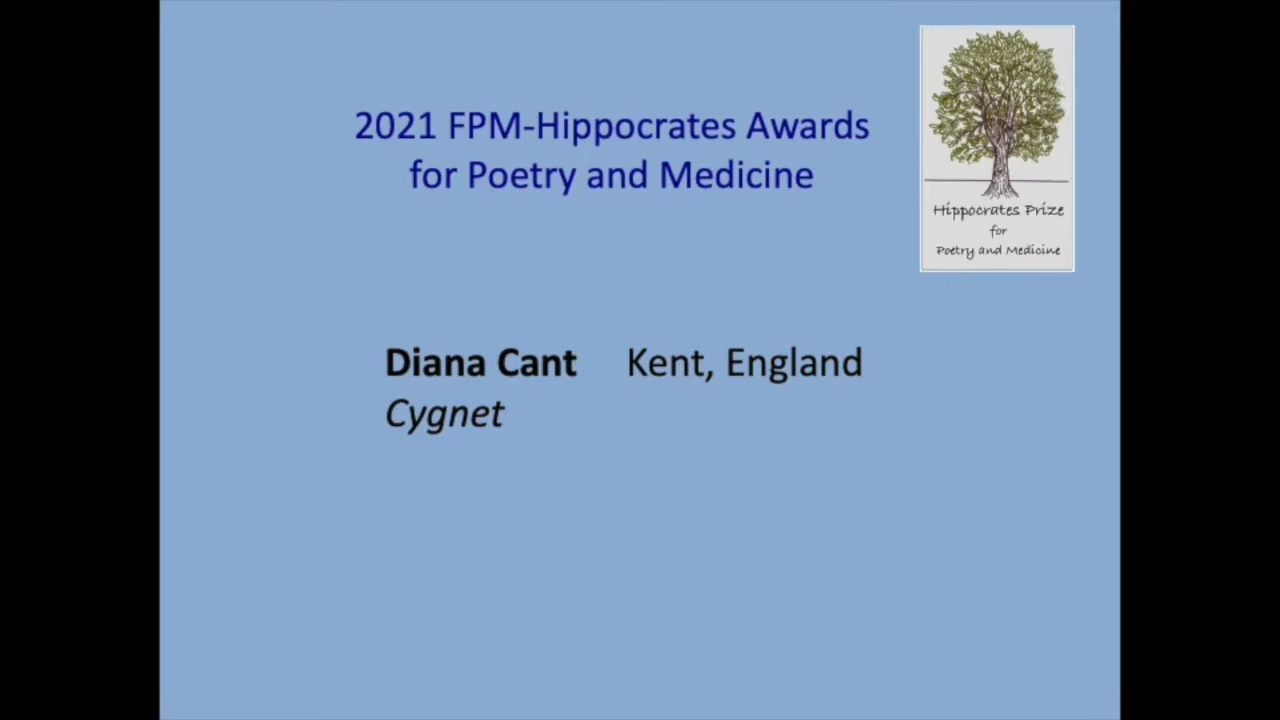 2021 FPM-Hippocrates Awards
for Poetry and Medicine
Hippocrates Prize
for
Poetry and Medicine
Diana Cant Kent, England
Cygnet